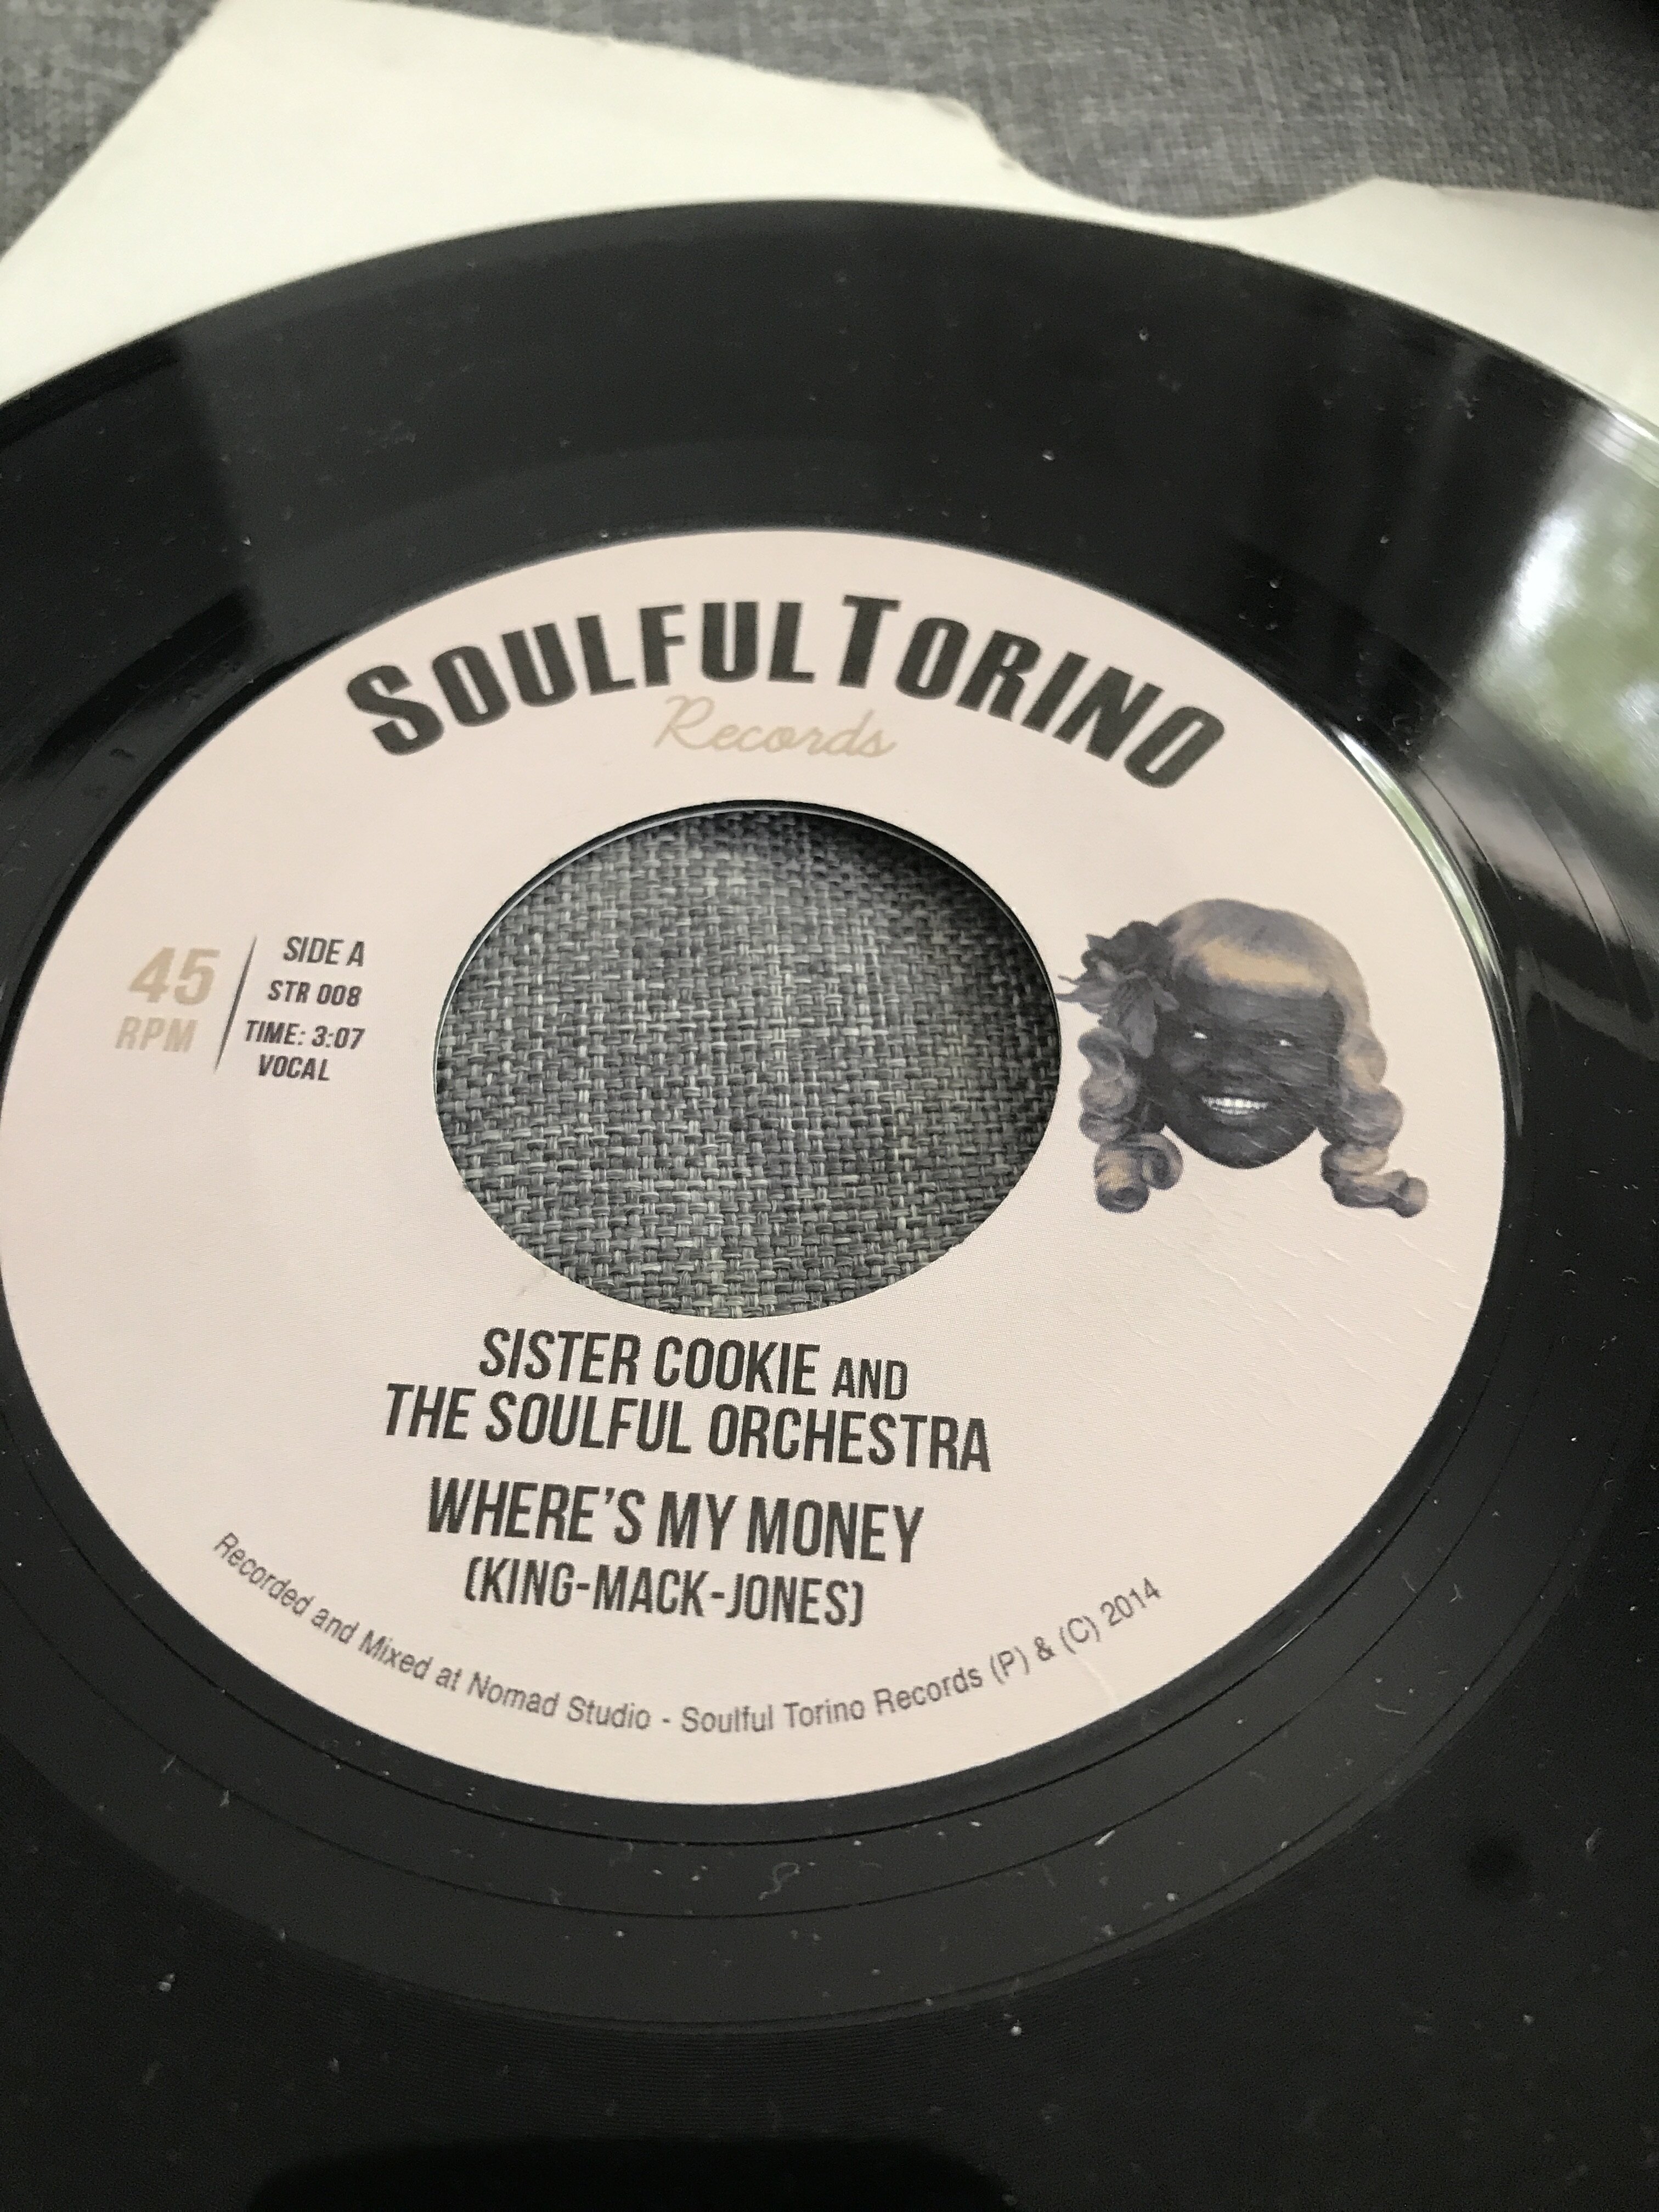 SOULFUL TORINO
Records
45
RPM
SIDE A
STR 008
TIME: 3:07
VOCAL
SISTER COOKIE AND
THE SOULFUL ORCHESTRA
WHERE'S MY MONEY
(KING-MACK-JONES)
Recorded and Mixed at Nomad Studio - Soulful Torino Records (P) & (C) 2014